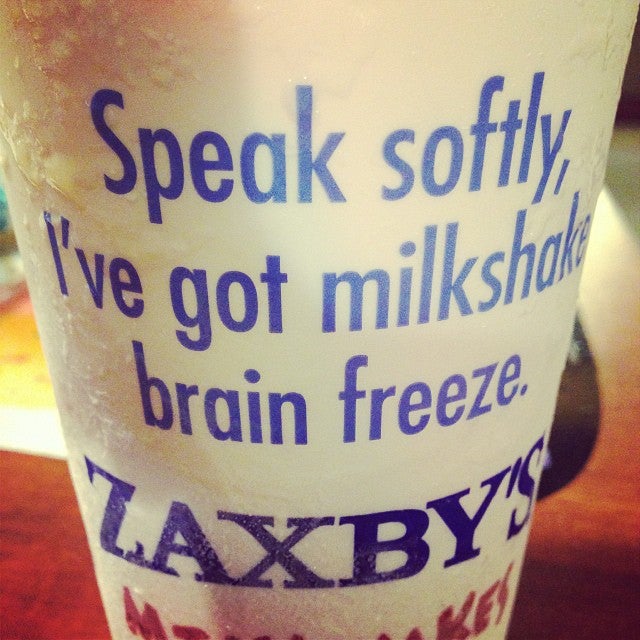 Speak softly,
I've got milkshake
brain freeze.
ZAXBY'S